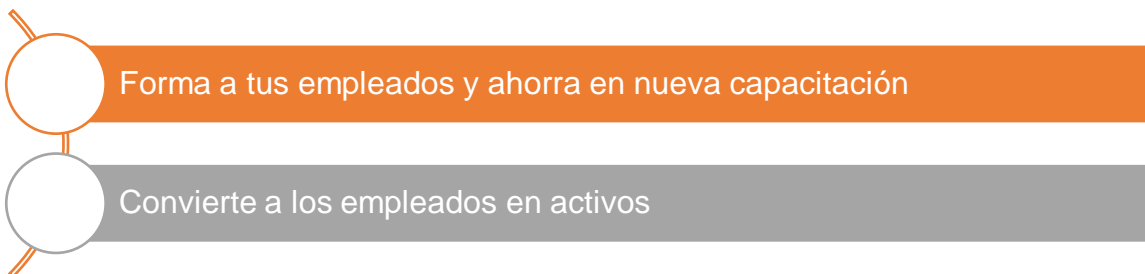 Forma a tus empleados y ahorra en nueva capacitación
Convierte a los empleados en activos